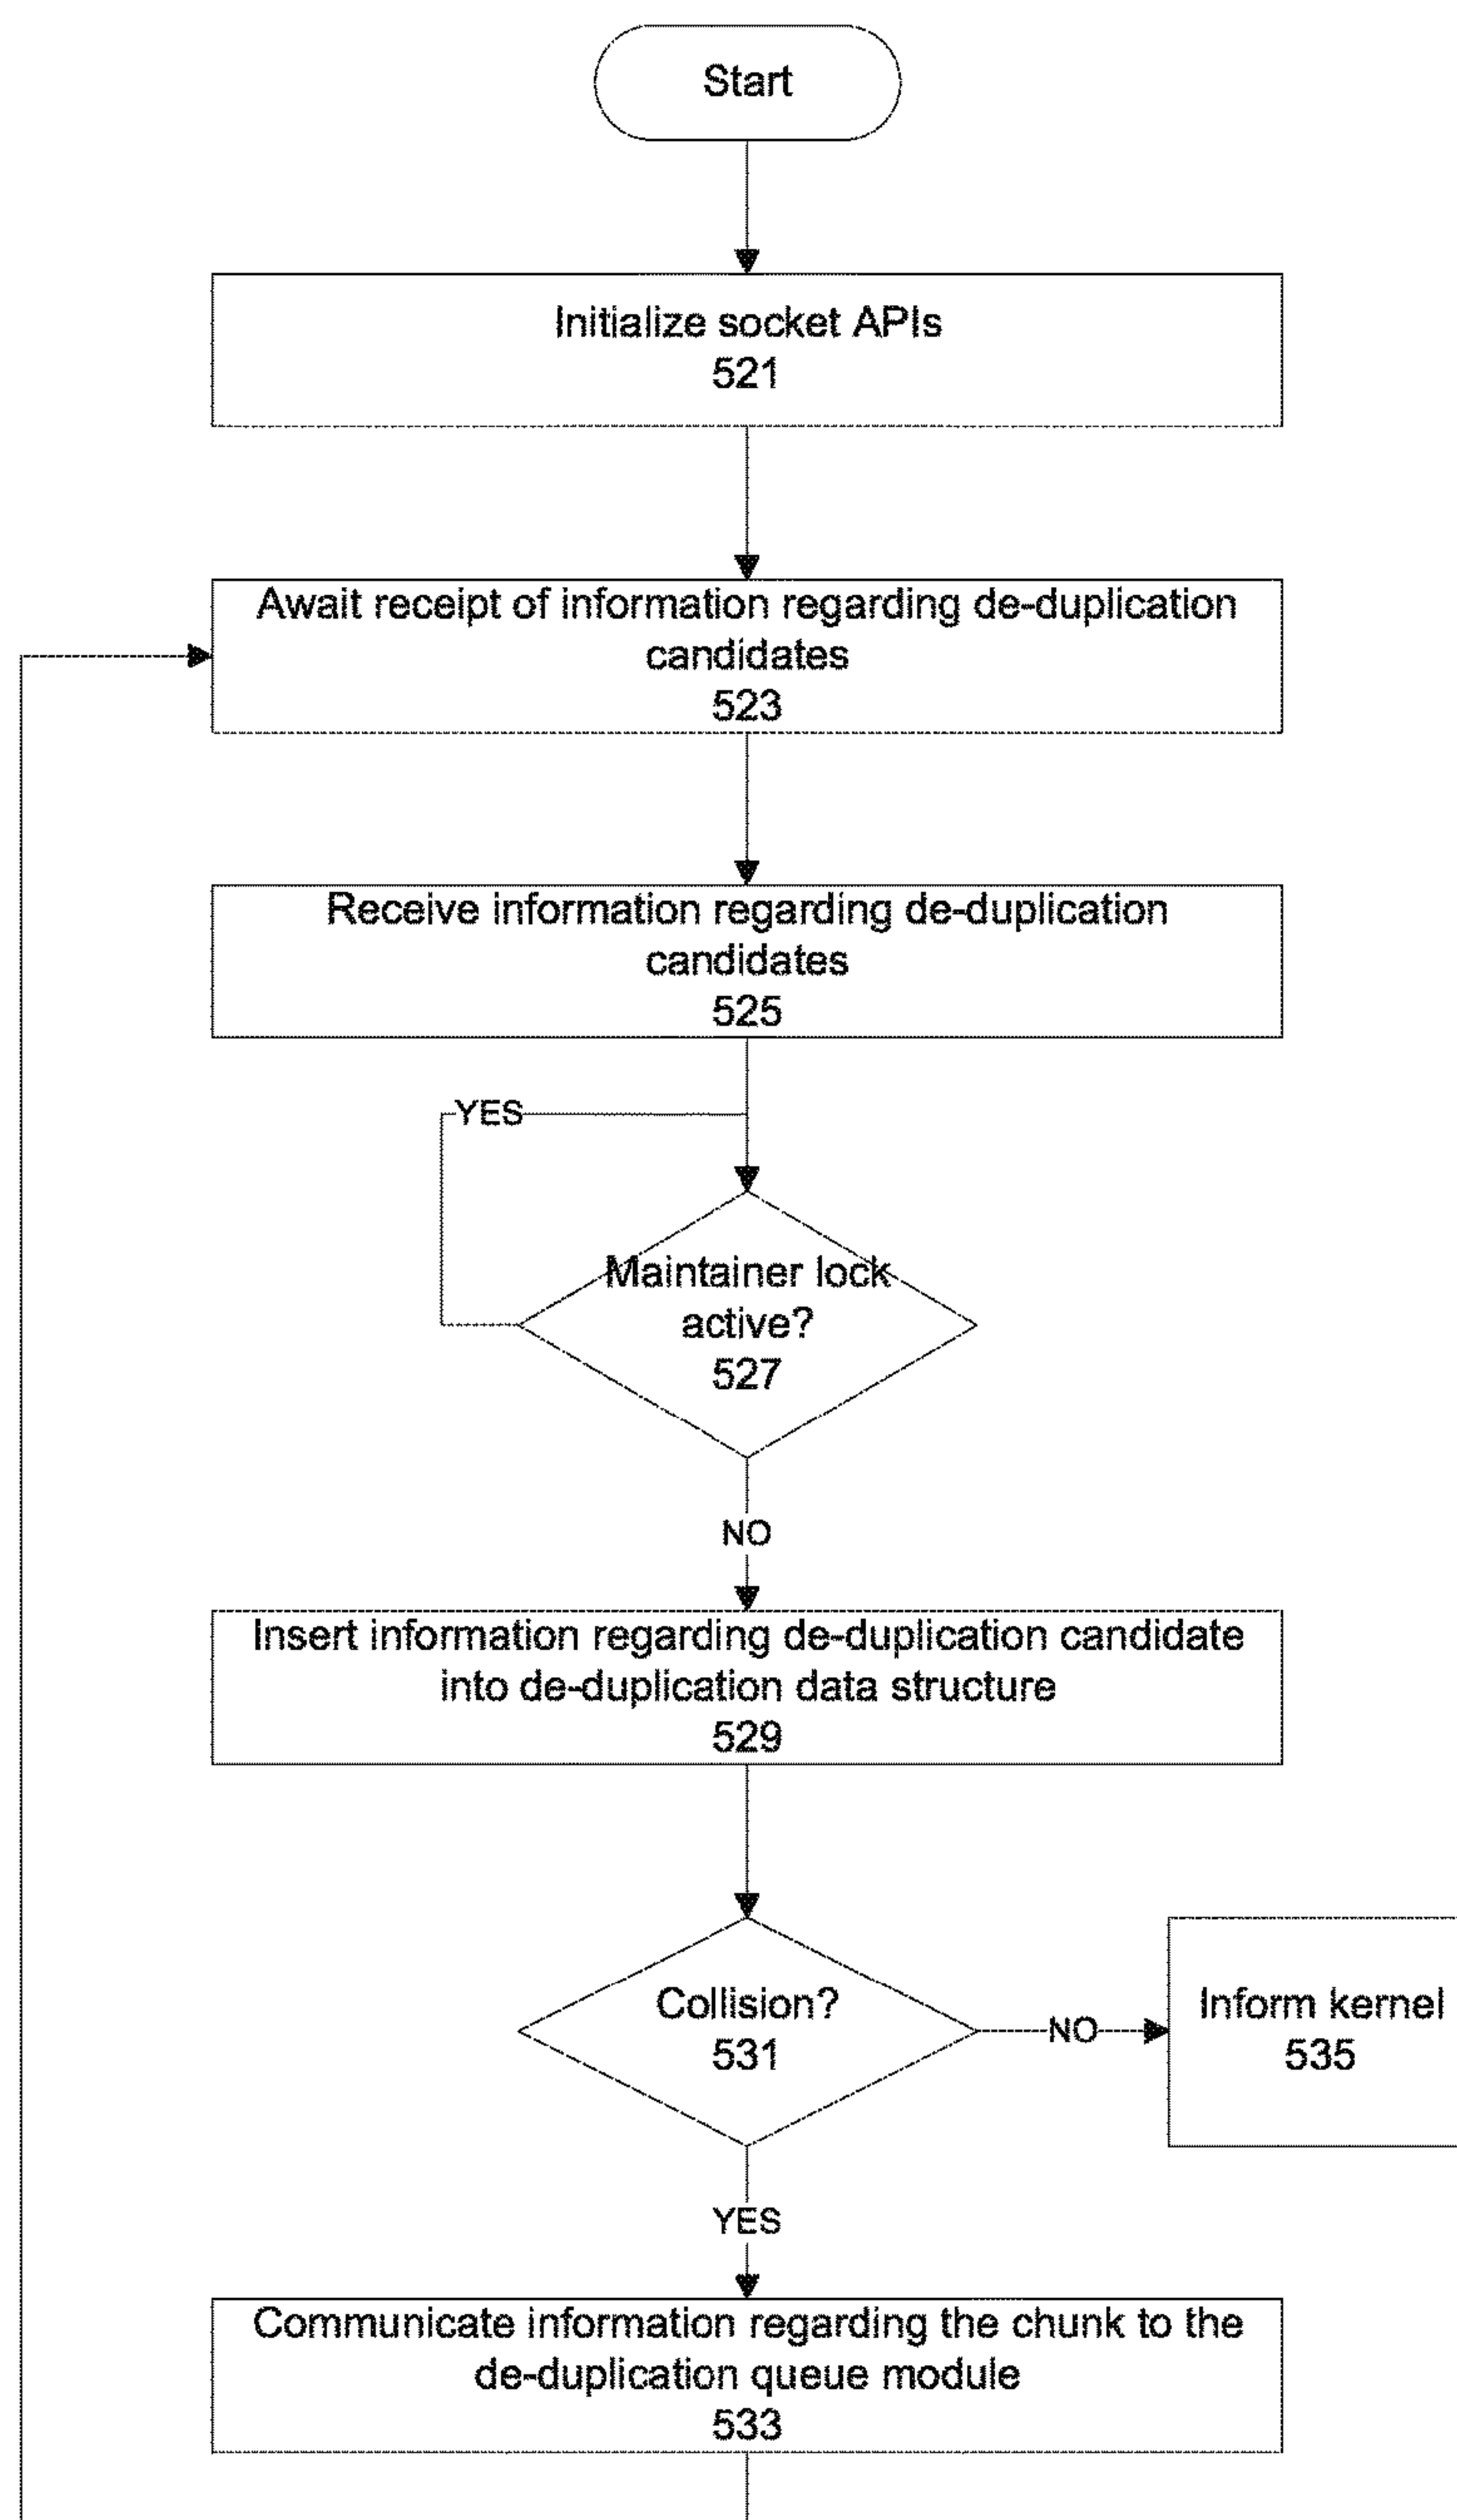 Start
Initialize socket APIs
521
Await receipt of information regarding de-duplication
candidates
523
Receive information regarding de-duplication
candidates
525
YES
Maintainer lock
active?
527
NO
Insert information regarding de-duplication candidate
into de-duplication data structure
529
Collision?
531
NO
Inform kernel
535
YES
Communicate information regarding the chunk to the
de-duplication queue module
533